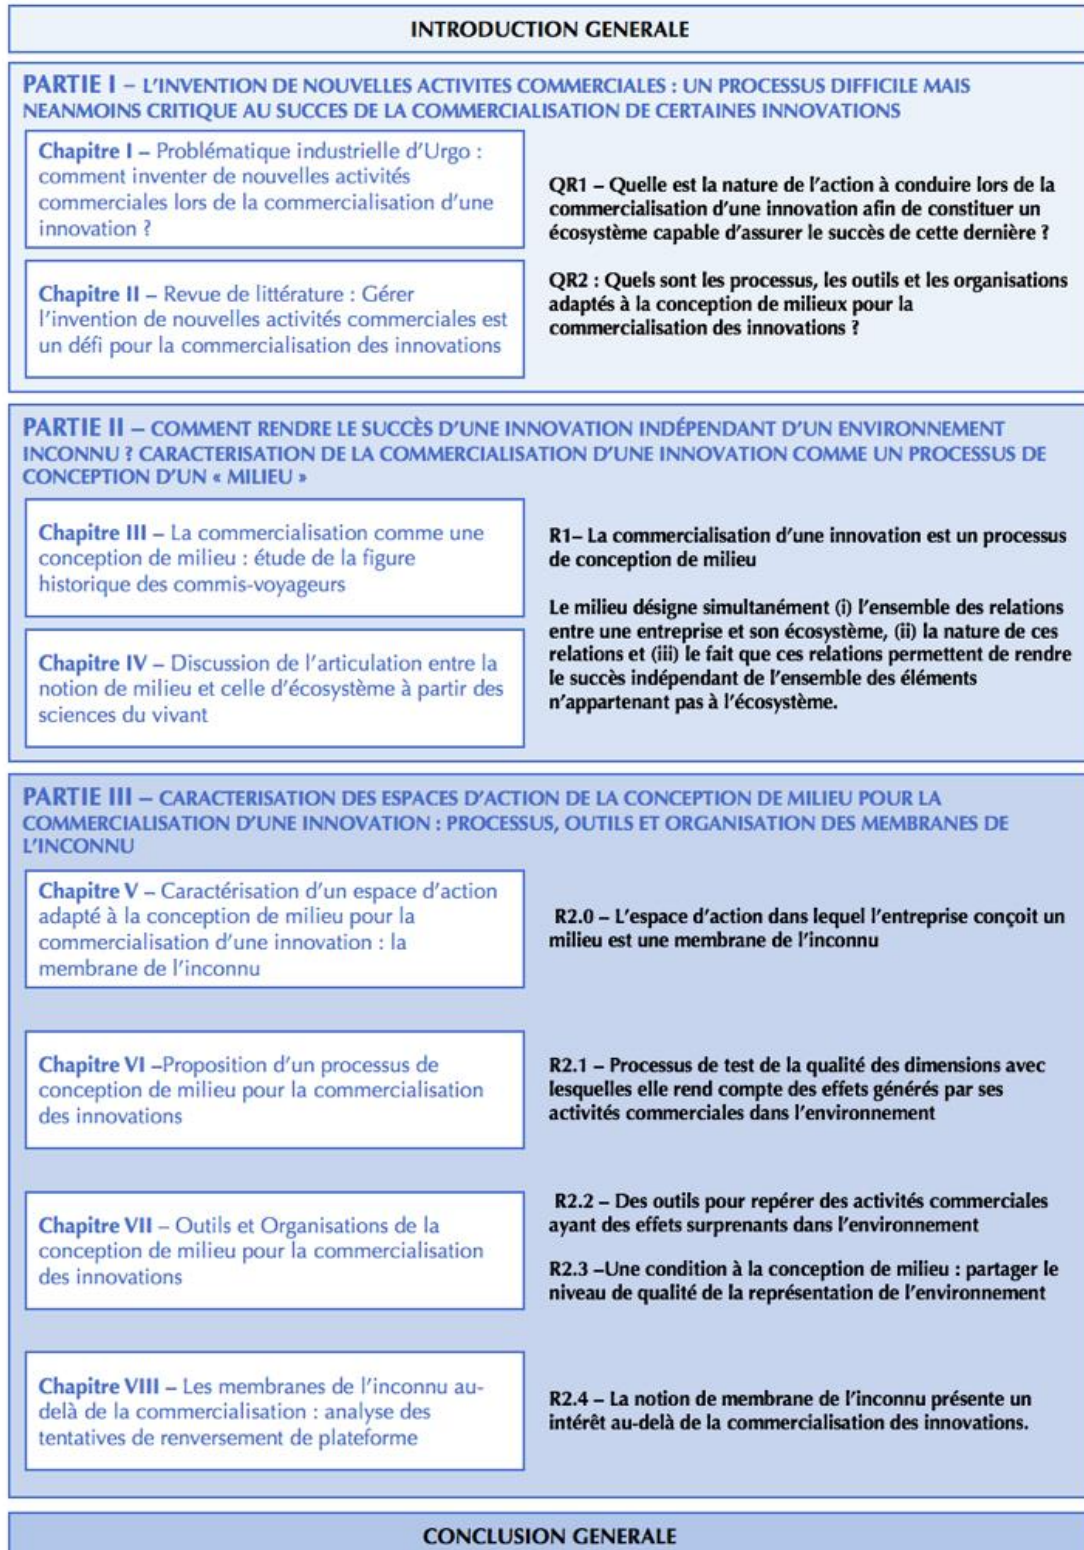 INTRODUCTION GENERALE
PARTIE I – L'INVENTION DE NOUVELLES ACTIVITES COMMERCIALES : UN PROCESSUS DIFFICILE MAIS
NEANMOINS CRITIQUE AU SUCCES DE LA COMMERCIALISATION DE CERTAINES INNOVATIONS
Chapitre I – Problématique industrielle d'Urgo :
comment inventer de nouvelles activités
commerciales lors de la commercialisation d'une
innovation ?
Chapitre II – Revue de littérature : Gérer
l'invention de nouvelles activités commerciales est
un défi pour la commercialisation des innovations
QR1 – Quelle est la nature de l'action à conduire lors de la
commercialisation d'une innovation afin de constituer un
écosystème capable d'assurer le succès de cette dernière ?
QR2 : Quels sont les processus, les outils et les organisations
adaptés à la conception de milieux pour la
commercialisation des innovations ?
PARTIE II – COMMENT RENDRE LE SUCCÈS D'UNE INNOVATION INDÉPENDANT D'UN ENVIRONNEMENT
INCONNU ? CARACTERISATION DE LA COMMERCIALISATION D'UNE INNOVATION COMME UN PROCESSUS DE
CONCEPTION D'UN « MILIEU »
Chapitre III – La commercialisation comme une
conception de milieu : étude de la figure
historique des commis-voyageurs
Chapitre IV – Discussion de l'articulation entre la
notion de milieu et celle d'écosystème à partir des
sciences du vivant
R1– La commercialisation d'une innovation est un processus
de conception de milieu
Le milieu désigne simultanément (i) l'ensemble des relations
entre une entreprise et son écosystème, (ii) la nature de ces
relations et (iii) le fait que ces relations permettent de rendre
le succès indépendant de l'ensemble des éléments
n'appartenant pas à l'écosystème.
PARTIE III – CARACTERISATION DES ESPACES D'ACTION DE LA CONCEPTION DE MILIEU POUR LA
COMMERCIALISATION D'UNE INNOVATION : PROCESSUS, OUTILS ET ORGANISATION DES MEMBRANES DE
L'INCONNU
Chapitre V – Caractérisation d'un espace d'action
adapté à la conception de milieu pour la
commercialisation d'une innovation : la
membrane de l'inconnu
R2.0 – L'espace d'action dans lequel l'entreprise conçoit un
milieu est une membrane de l'inconnu
Chapitre VI –Proposition d'un processus de
conception de milieu pour la commercialisation
des innovations
R2.1 – Processus de test de la qualité des dimensions avec
lesquelles elle rend compte des effets générés par ses
activités commerciales dans l'environnement
Chapitre VII – Outils et Organisations de la
conception de milieu pour la commercialisation
des innovations
R2.2 – Des outils pour repérer des activités commerciales
ayant des effets surprenants dans l'environnement
R2.3 –Une condition à la conception de milieu : partager le
niveau de qualité de la représentation de l'environnement
Chapitre VIII – Les membranes de l'inconnu au-
delà de la commercialisation : analyse des
tentatives de renversement de plateforme
R2.4 – La notion de membrane de l'inconnu présente un
intérêt au-delà de la commercialisation des innovations.
CONCLUSION GENERALE